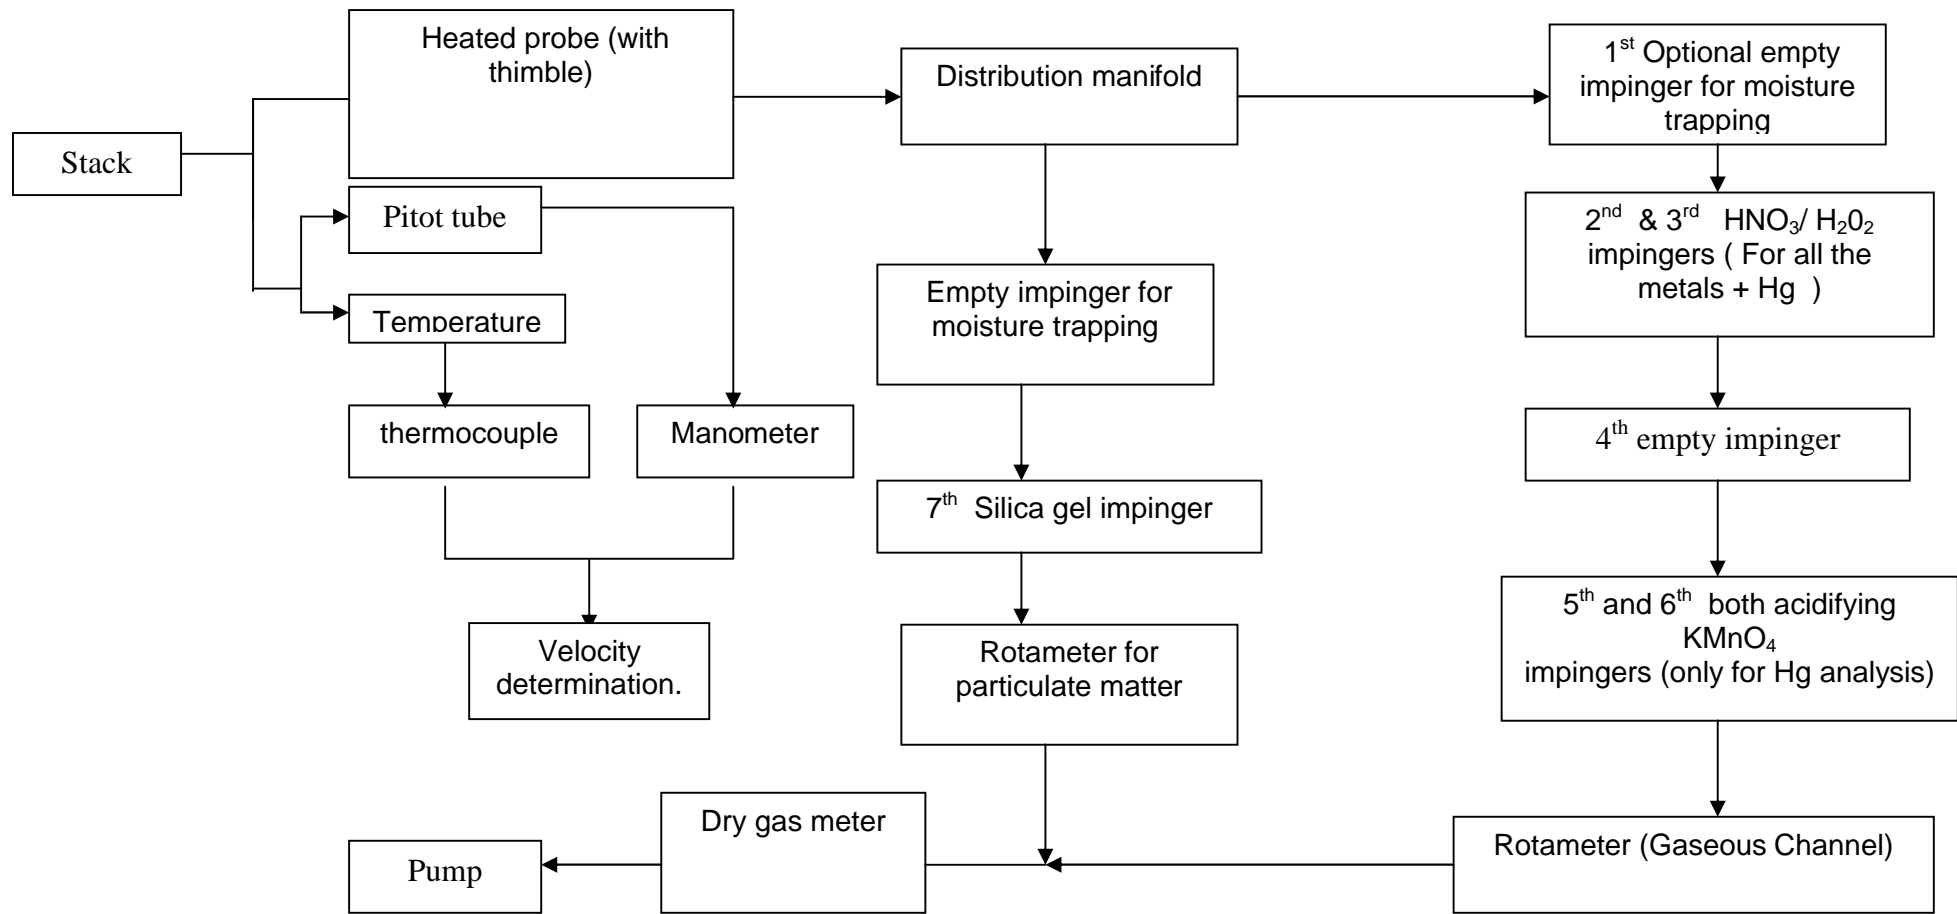 Heated probe (with
thimble)
Distribution manifold
1st Optional empty
impinger for moisture
trapping
Stack
Pitot tube
2nd & 3rd HNO₃/ H₂0₂
impingers ( For all the
metals + Hg )
Empty impinger for
moisture trapping
Temperature
thermocouple
Manometer
4th empty impinger
7th Silica gel impinger
5th and 6th both acidifying
KMnO₄
impingers (only for Hg analysis)
Velocity
determination.
Rotameter for
particulate matter
Dry gas meter
Rotameter (Gaseous Channel)
Pump